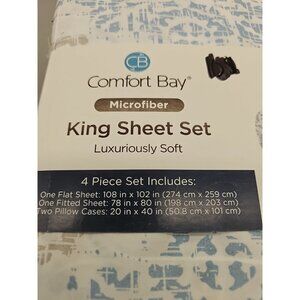 CB
Comfort Bay®
Microfiber
King Sheet Set
Luxuriously Soft
4 Piece Set Includes:
One Flat Sheet: 108 in x 102 in (274 cm x 259 cm)
One Fitted Sheet: 78 in x 80 in (198 cm x 203 cm)
Two Pillow Cases: 20 in x 40 in (50.8 cm x 101 cm)